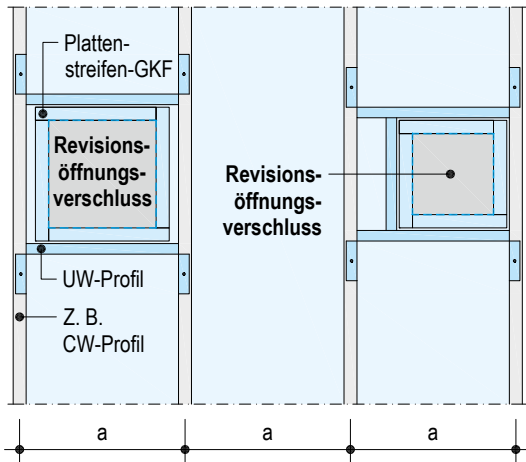 Platten-
streifen-GKF
Revisions-
öffnungs-
verschluss
Revisions-
öffnungs-
verschluss
UW-Profil
Z. B.
CW-Profil
a
a
a